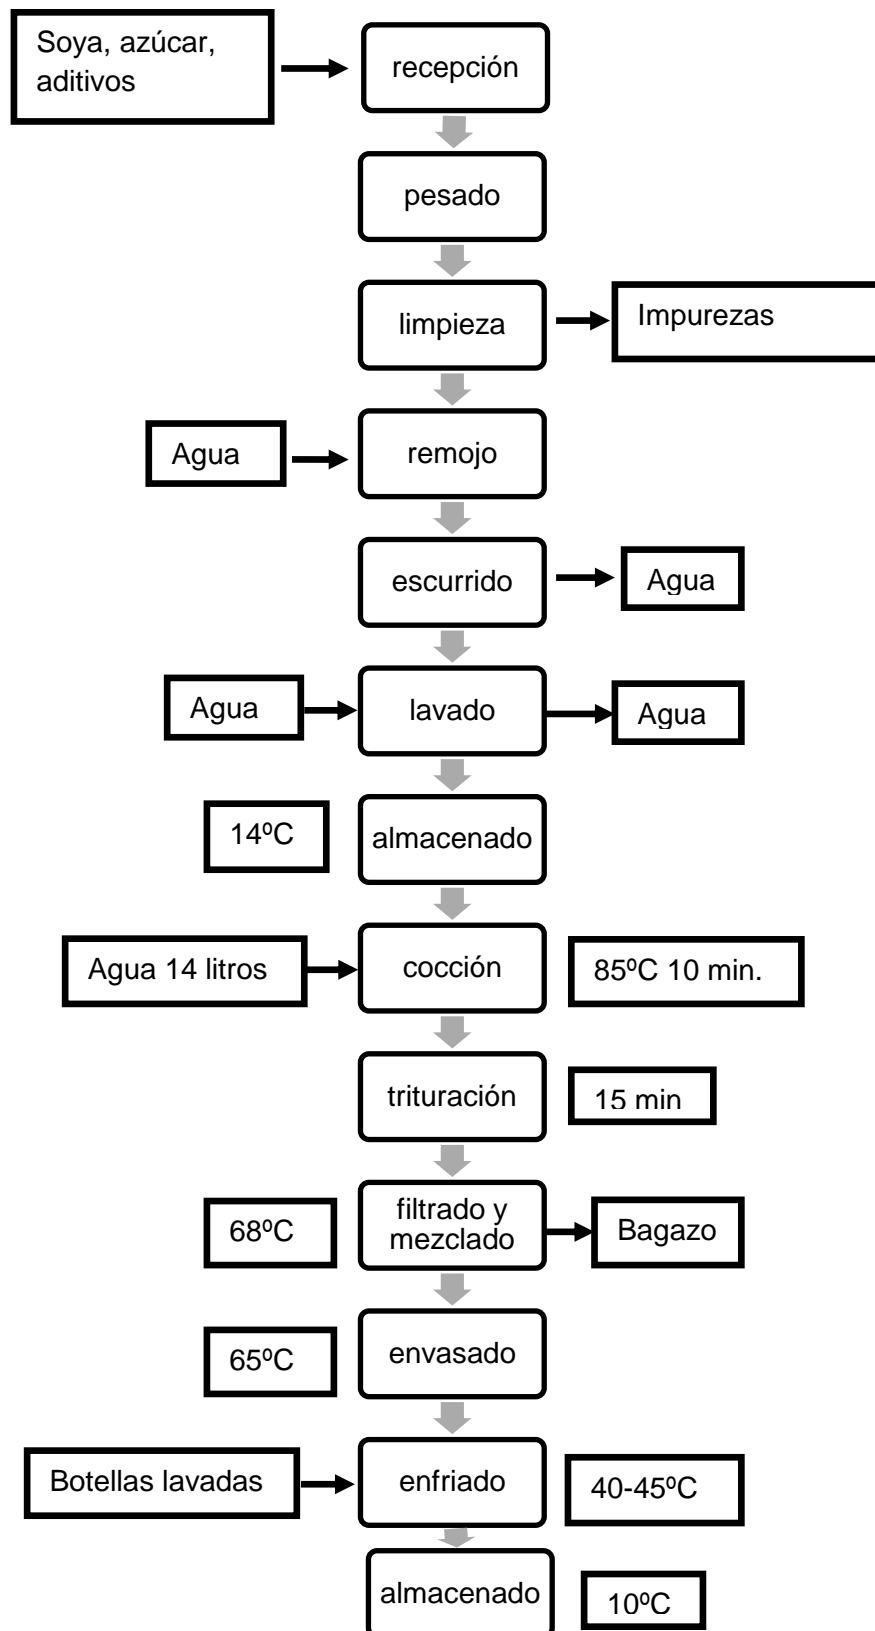 Soya, azúcar,
aditivos
recepción
pesado
limpieza
Impurezas
Agua
remojo
escurrido
Agua
Agua
lavado
Agua
14ºC
almacenado
Agua 14 litros
cocción
85ºC 10 min.
trituración
15 min
68ºC
filtrado y
mezclado
Bagazo
65ºC
envasado
Botellas lavadas
enfriado
40-45ºC
almacenado
10ºC